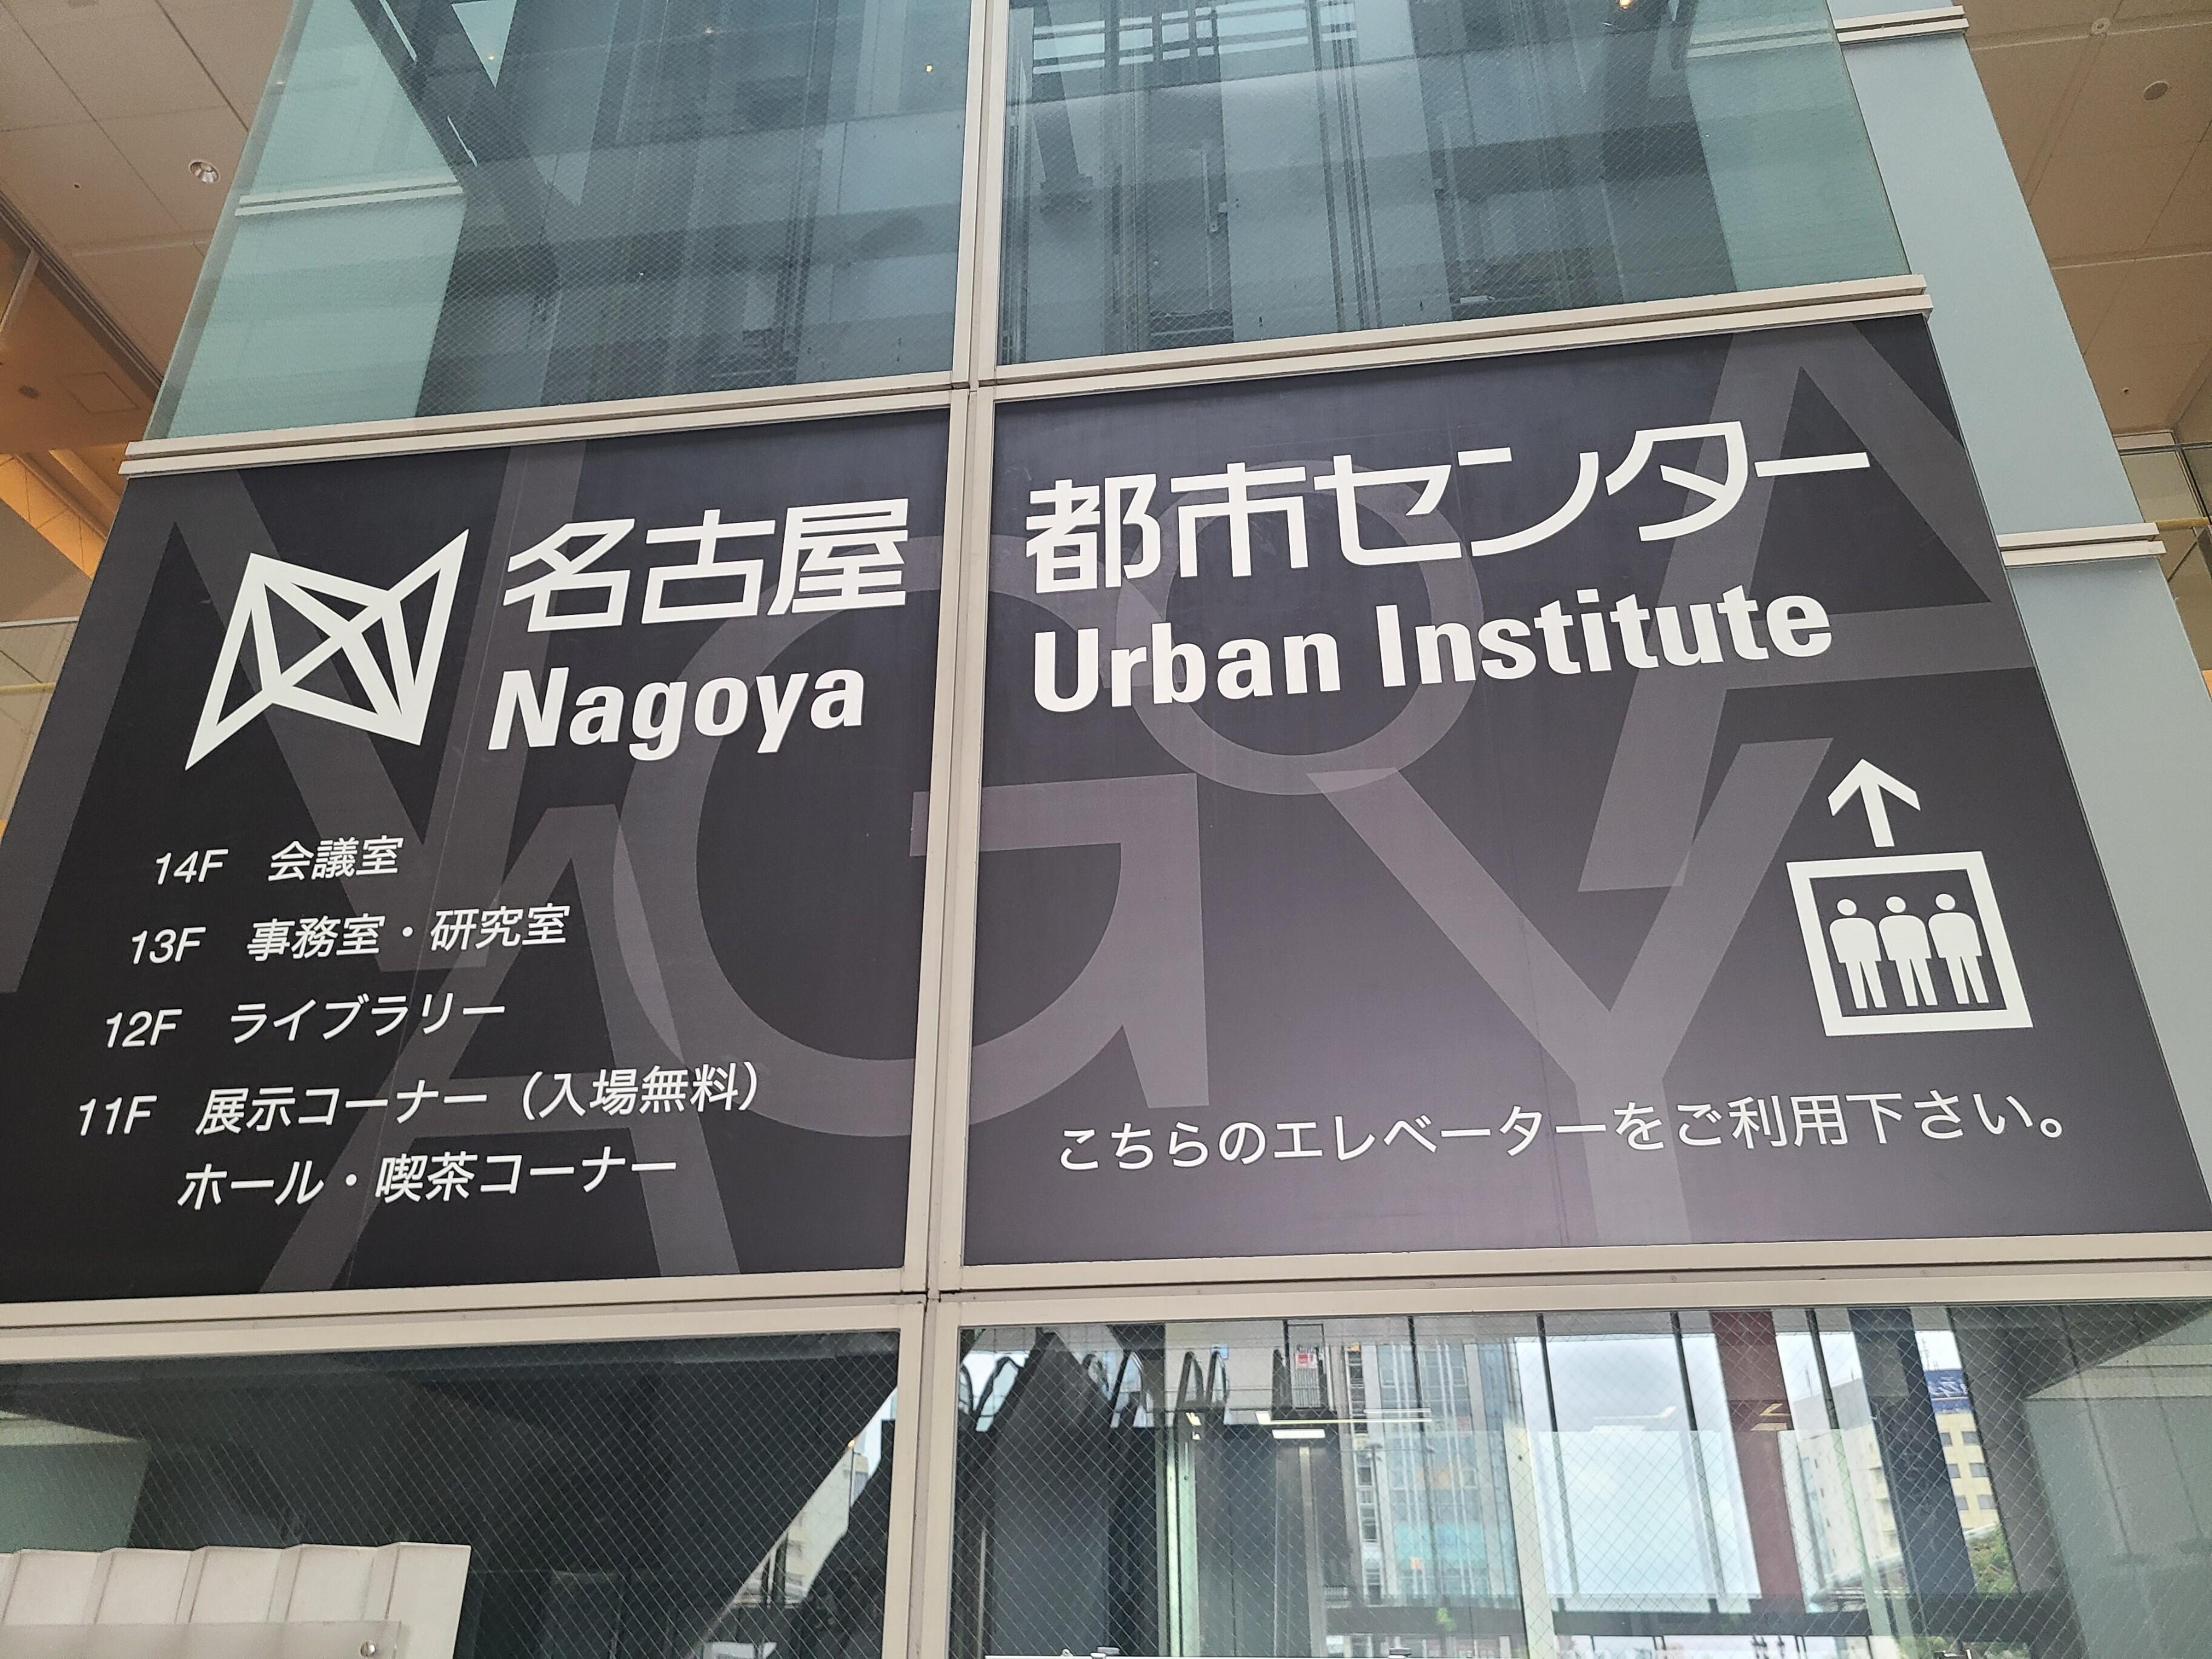 名古屋 都市センター
Nagoya Urban Institute
14F 会議室
13F 事務室・研究室
12F ライブラリー
11F 展示コーナー（入場無料）
ホール・喫茶コーナー
こちらのエレベーターをご利用下さい。
NAGOYA